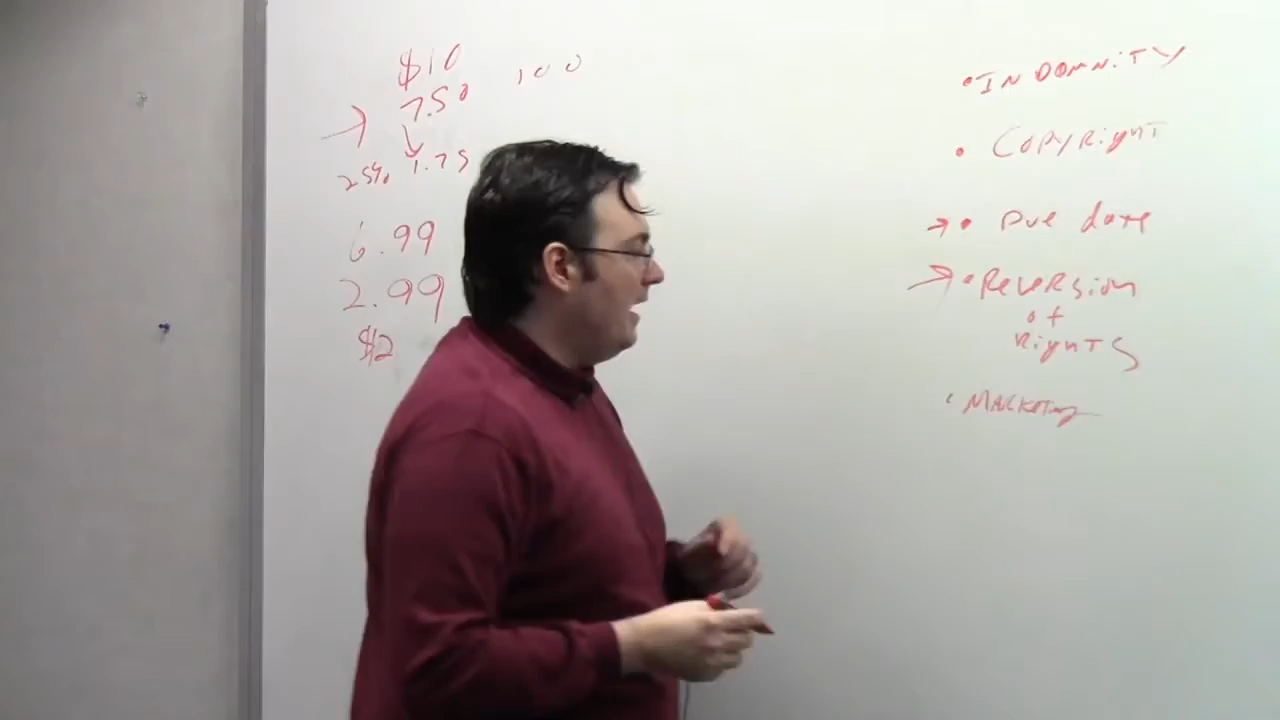 $10
100
7.50
25% 1.75
6.99
2.99
$2
• INDOMNITY
• Copyright
→ • Due date
→ • Reversion
of
Rights
• Marketing